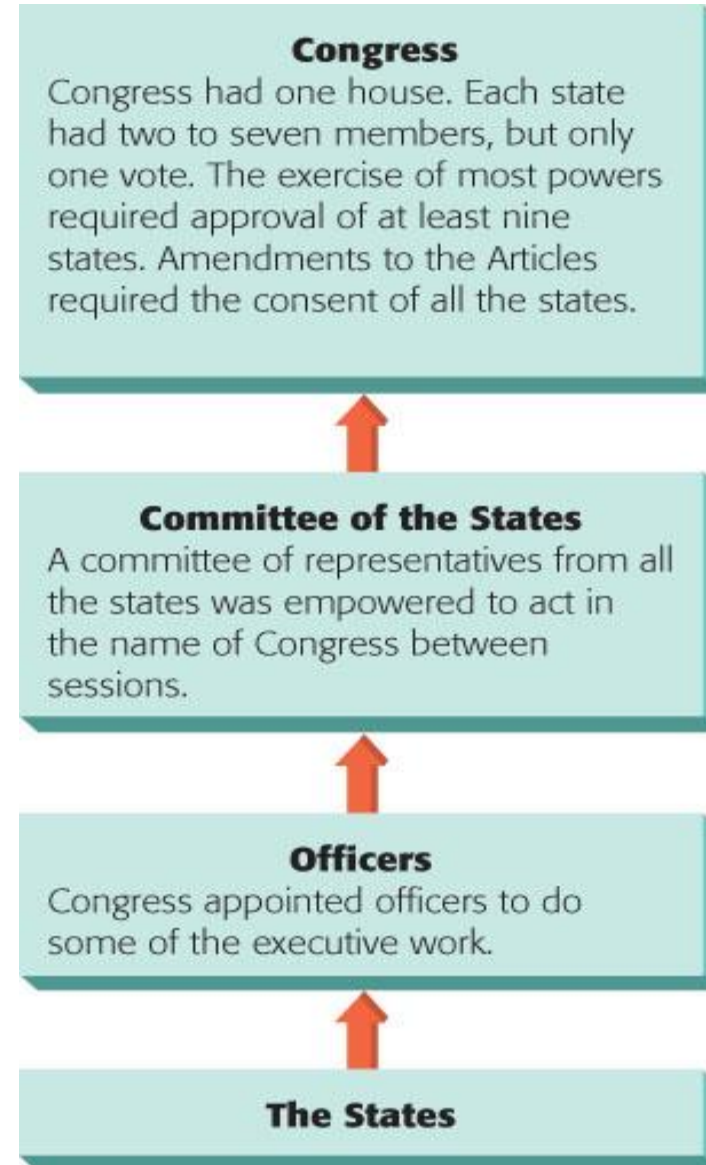 Congress
Congress had one house. Each state
had two to seven members, but only
one vote. The exercise of most powers
required approval of at least nine
states. Amendments to the Articles
required the consent of all the states.
Committee of the States
A committee of representatives from all
the states was empowered to act in
the name of Congress between
sessions.
Officers
Congress appointed officers to do
some of the executive work.
The States